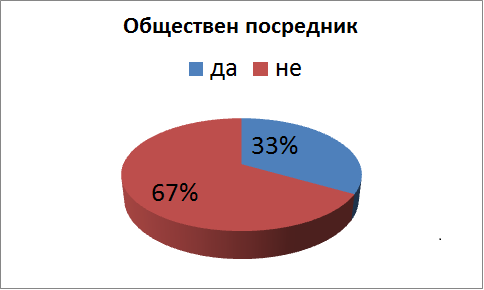 Обществен посредник
да не
33%
67%
.